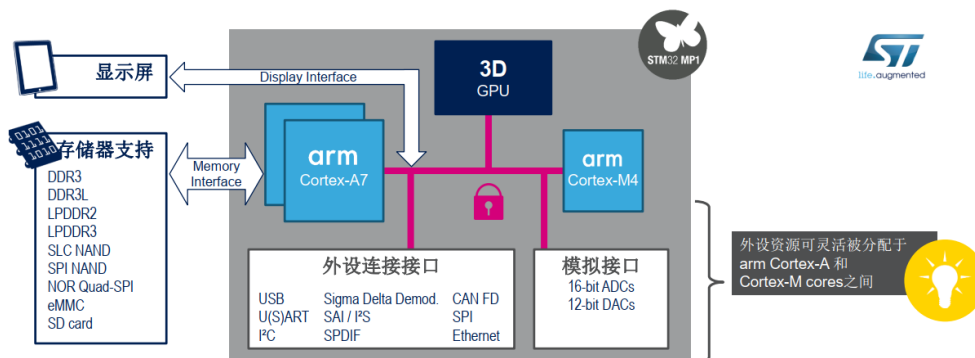 显示屏
Display Interface
3D
GPU
STM32 MP1
ST
life.augmented
0101
1111
1010
存储器支持
DDR3
DDR3L
LPDDR2
LPDDR3
SLC NAND
SPI NAND
NOR Quad-SPI
eMMC
SD card
Memory
Interface
arm
Cortex-A7
arm
Cortex-M4
外设连接接口
USB Sigma Delta Demod. CAN FD
U(S)ART SAI / I²S SPI
I²C SPDIF Ethernet
模拟接口
16-bit ADCs
12-bit DACs
外设资源可灵活被分配于
arm Cortex-A 和
Cortex-M cores之间